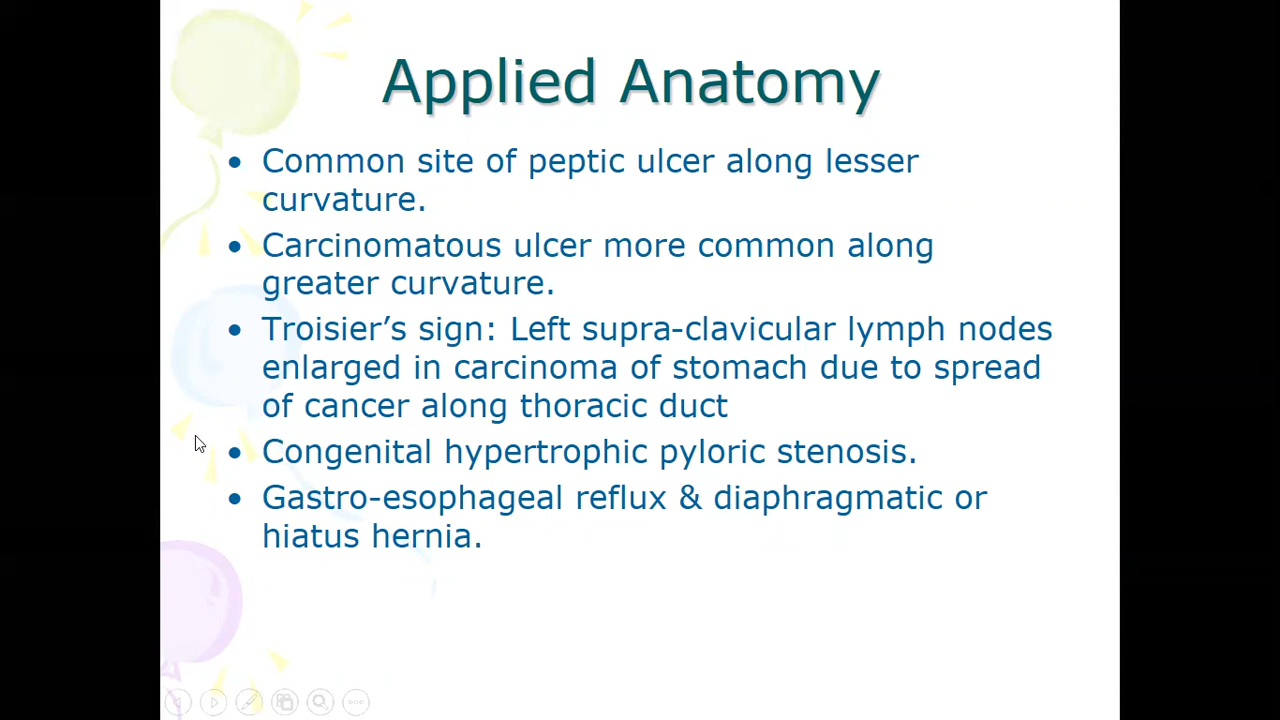 Applied Anatomy
• Common site of peptic ulcer along lesser
curvature.
• Carcinomatous ulcer more common along
greater curvature.
• Troisier’s sign: Left supra-clavicular lymph nodes
enlarged in carcinoma of stomach due to spread
of cancer along thoracic duct
• Congenital hypertrophic pyloric stenosis.
• Gastro-esophageal reflux & diaphragmatic or
hiatus hernia.